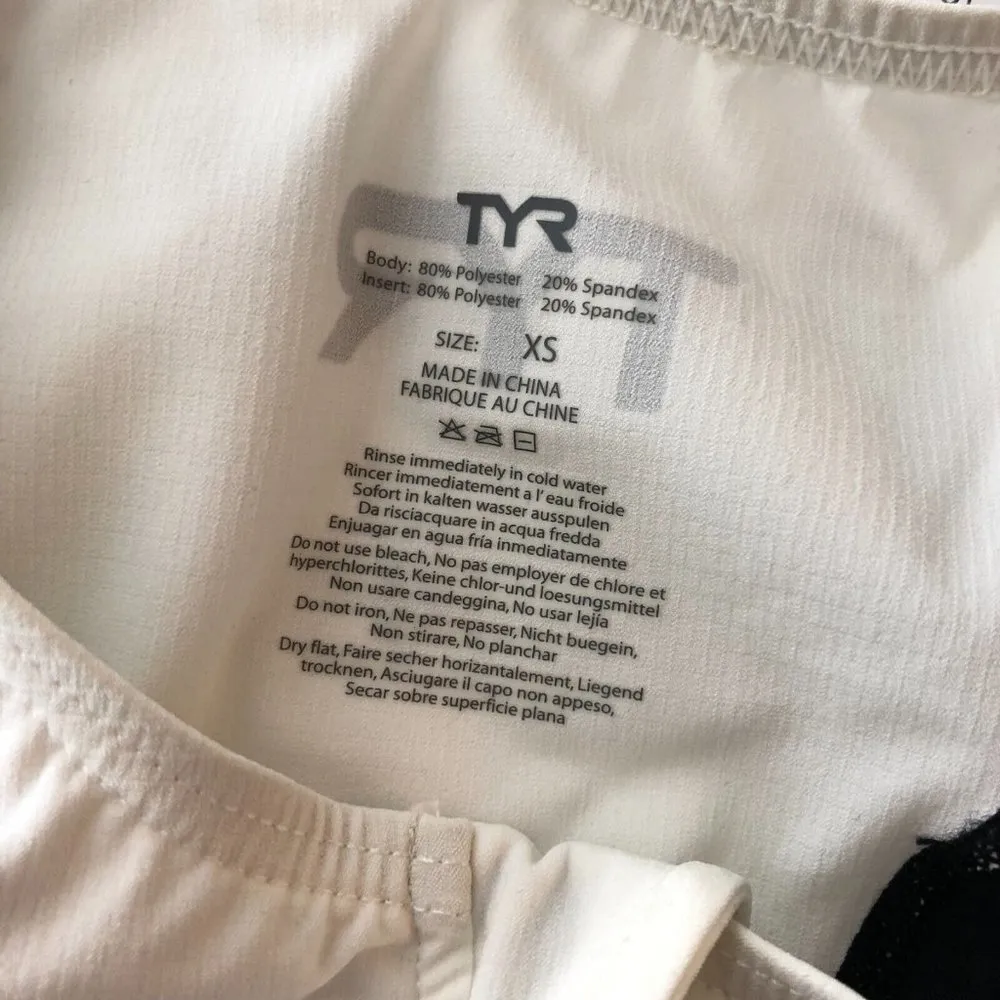 TYR
Body: 80% Polyester 20% Spandex
Insert: 80% Polyester 20% Spandex
SIZE: XS
MADE IN CHINA
FABRIQUE AU CHINE
Rinse immediately in cold water
Rincer immediatement a l'eau froide
Sofort in kalten wasser ausspulen
Da risciacquare in acqua fredda
Enjuagar en agua fría inmediatamente
Do not use bleach, No pas employer de chlore et
hyperchlorittes, Keine chlor-und loesungsmittel
Non usare candeggina, No usar lejía
Do not iron, Ne pas repasser, Nicht buegein,
Non stirare, No planchar
Dry flat, Faire secher horizantalement, Liegend
trocknen, Asciugare il capo non appeso,
Secar sobre superficie plana